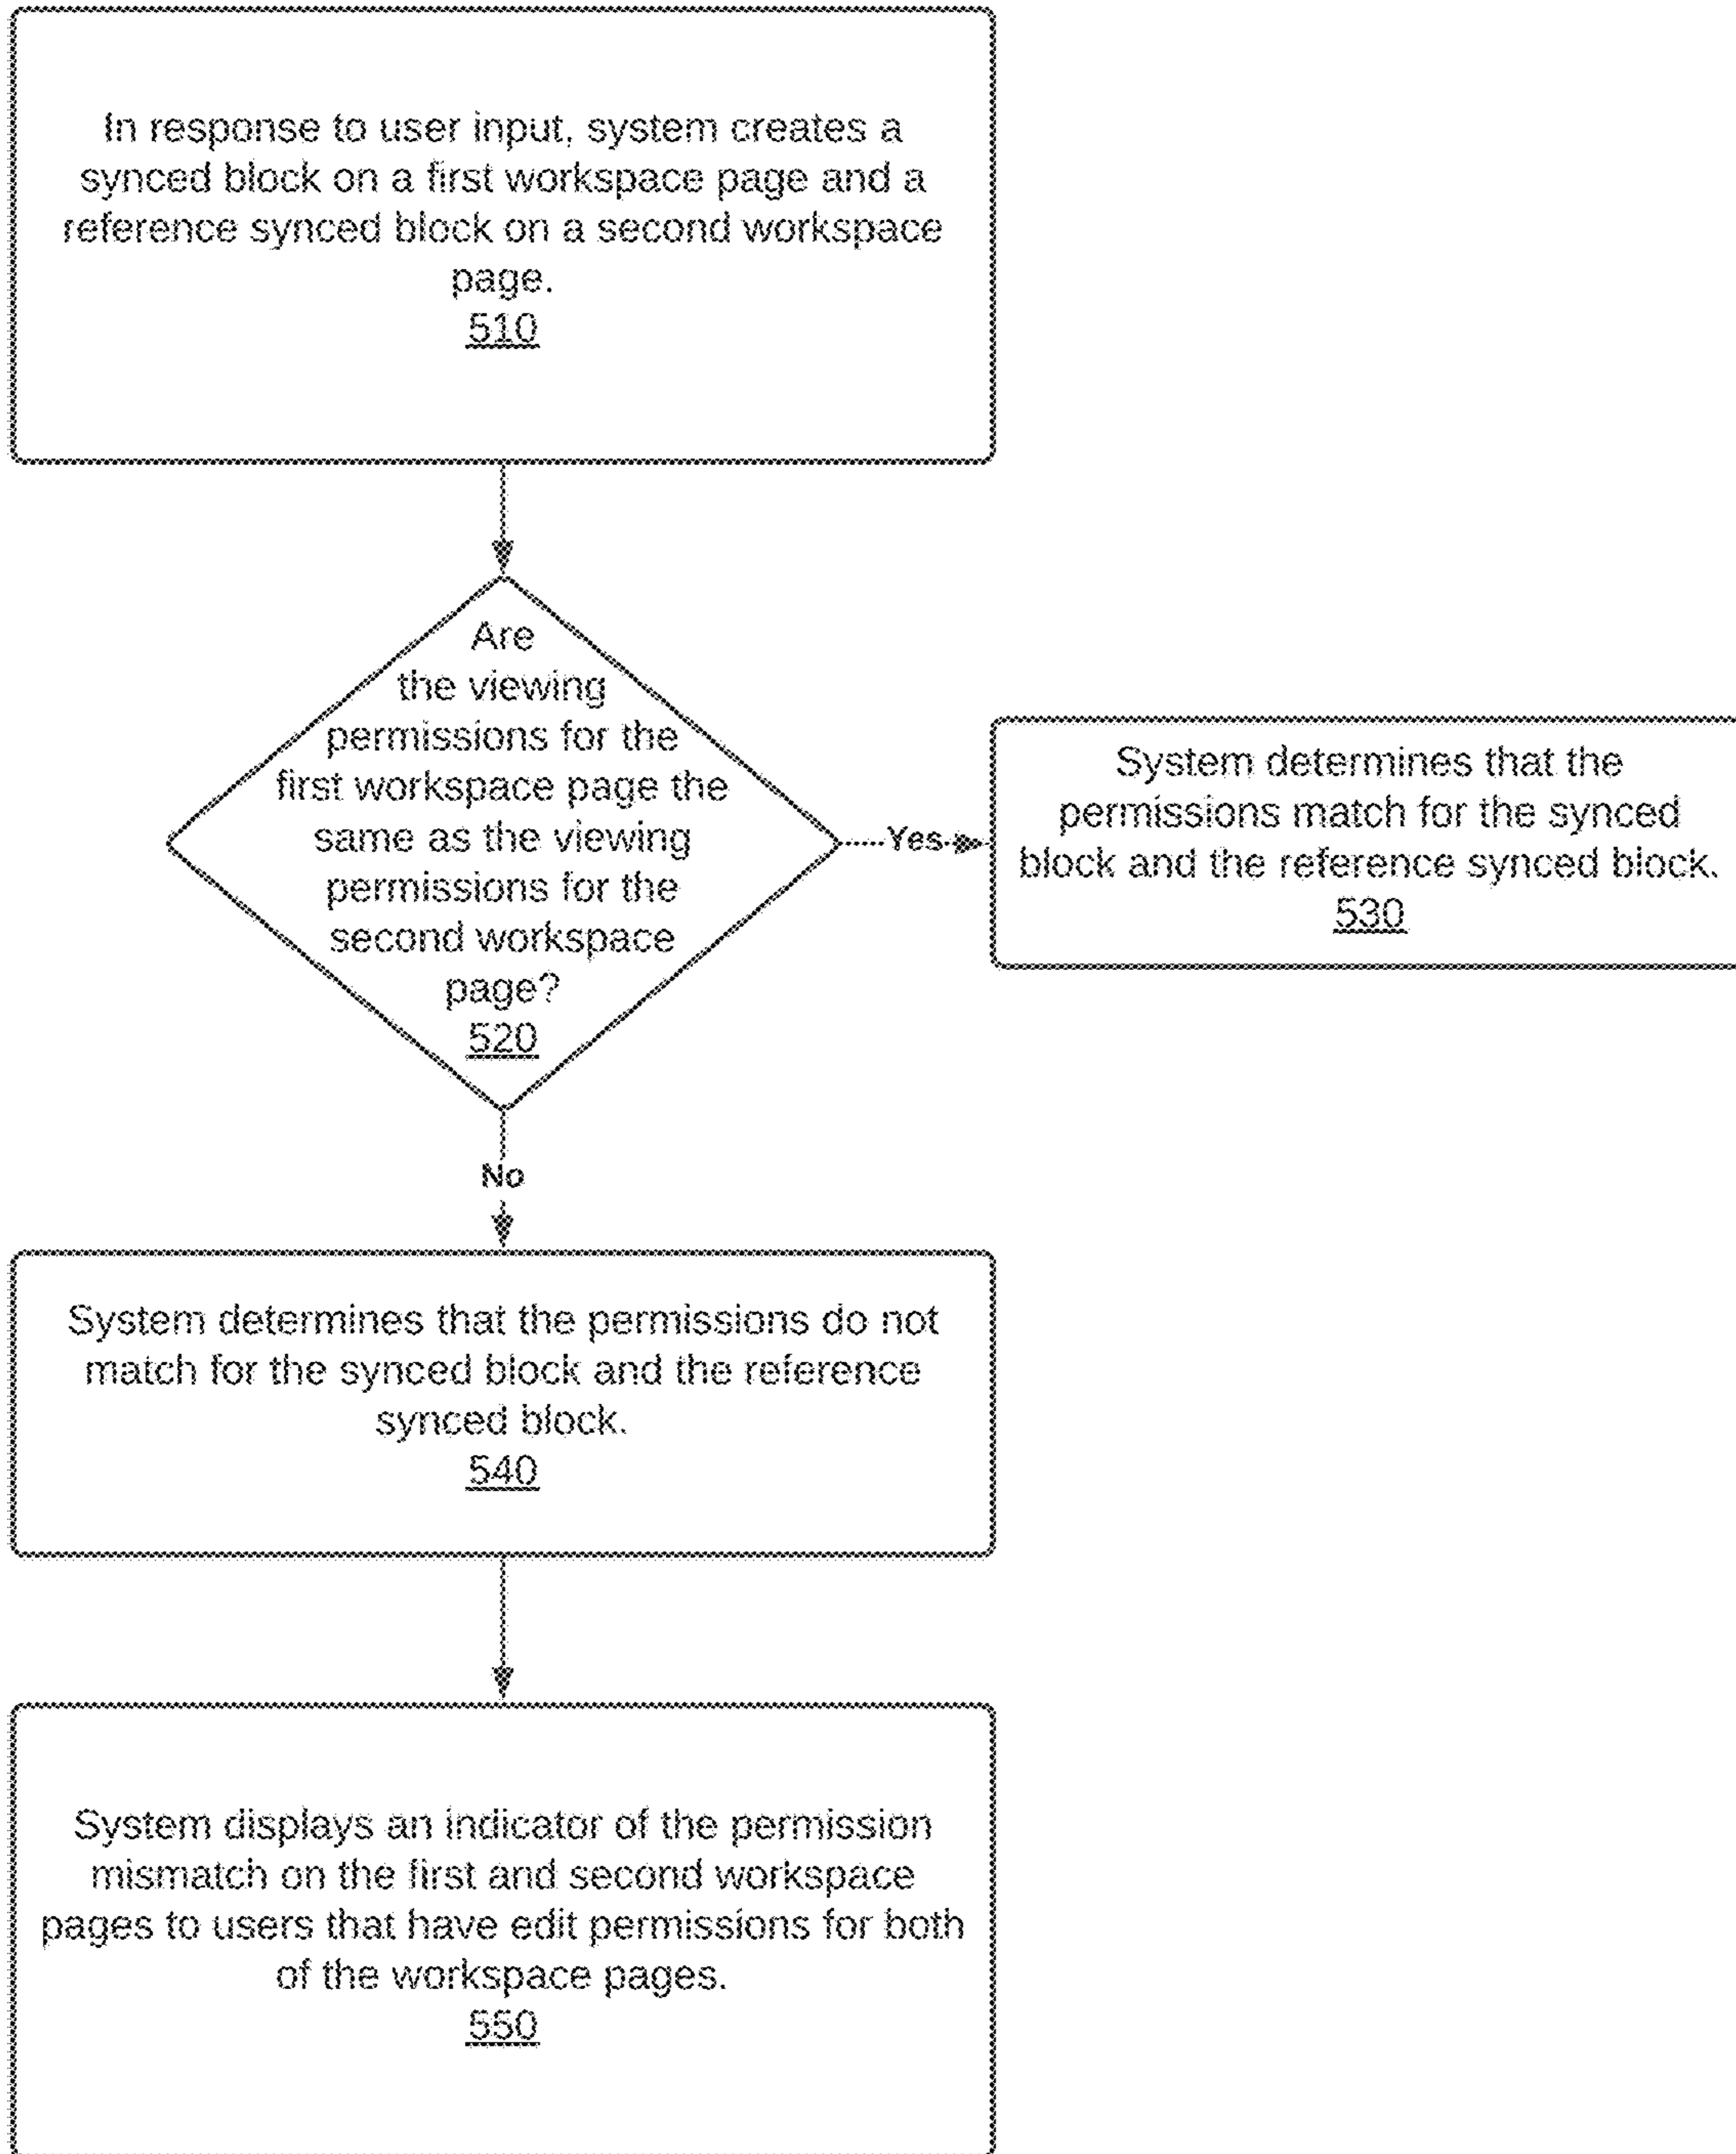 In response to user input, system creates a
synced block on a first workspace page and a
reference synced block on a second workspace
page.
510
Are
the viewing
permissions for the
first workspace page the
same as the viewing
permissions for the
second workspace
page?
520
Yes
System determines that the
permissions match for the synced
block and the reference synced block.
530
No
System determines that the permissions do not
match for the synced block and the reference
synced block.
540
System displays an indicator of the permission
mismatch on the first and second workspace
pages to users that have edit permissions for both
of the workspace pages.
550